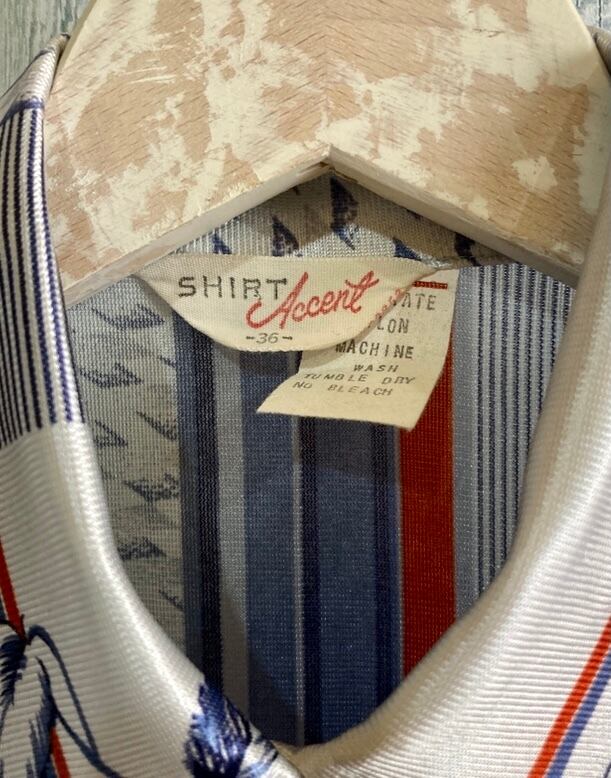 SHIRT Accent
-36-
MACHINE
WASH
TUMBLE DRY
NO BLEACH